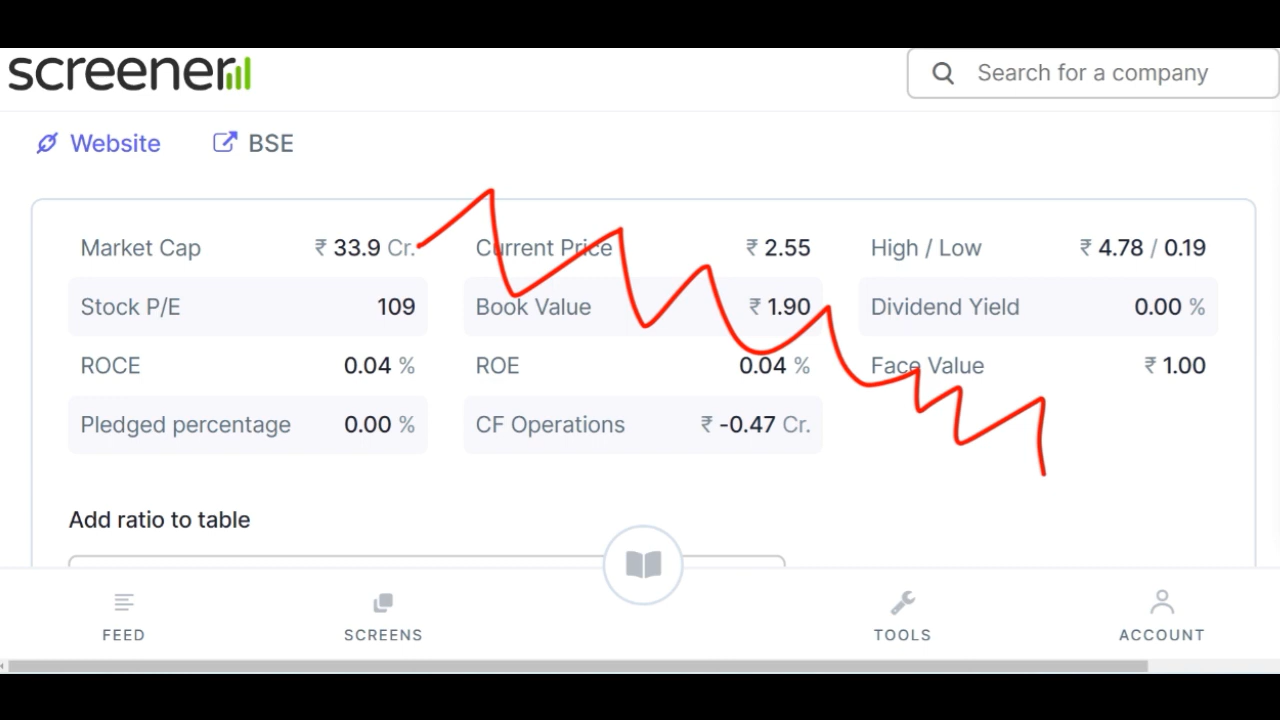 screener
Search for a company
Website BSE
Market Cap ₹ 33.9 Cr. Current Price ₹ 2.55 High / Low ₹ 4.78 / 0.19
Stock P/E 109 Book Value ₹ 1.90 Dividend Yield 0.00 %
ROCE 0.04 % ROE 0.04 % Face Value ₹ 1.00
Pledged percentage 0.00 % CF Operations ₹ -0.47 Cr.
Add ratio to table
FEED SCREENS TOOLS ACCOUNT